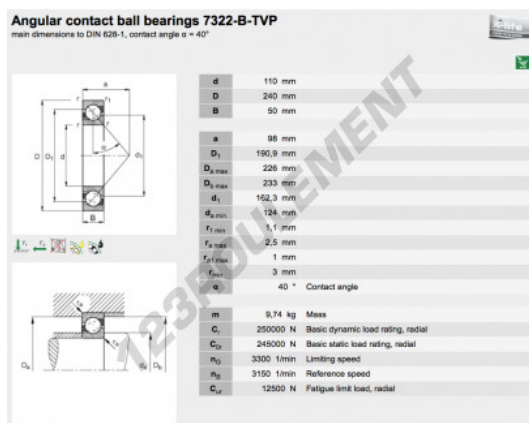 Angular contact ball bearings 7322-B-TVP
main dimensions to DIN 628-1, contact angle α = 40°
d 110 mm
D 240 mm
B 50 mm
a 98 mm
D₁ 190,9 mm
Dₐ max 226 mm
D_b max 233 mm
d₁ 162,3 mm
dₐ min 124 mm
r₁ min 1,1 mm
rₐ max 2,5 mm
rₐ₁ max 1 mm
r_min 3 mm
α 40 ° Contact angle
m 9,74 kg Mass
Cᵣ 250000 N Basic dynamic load rating, radial
C₀ᵣ 245000 N Basic static load rating, radial
n_G 3300 1/min Limiting speed
n_B 3150 1/min Reference speed
Cᵤᵣ 12500 N Fatigue limit load, radial
123ROULEMENT